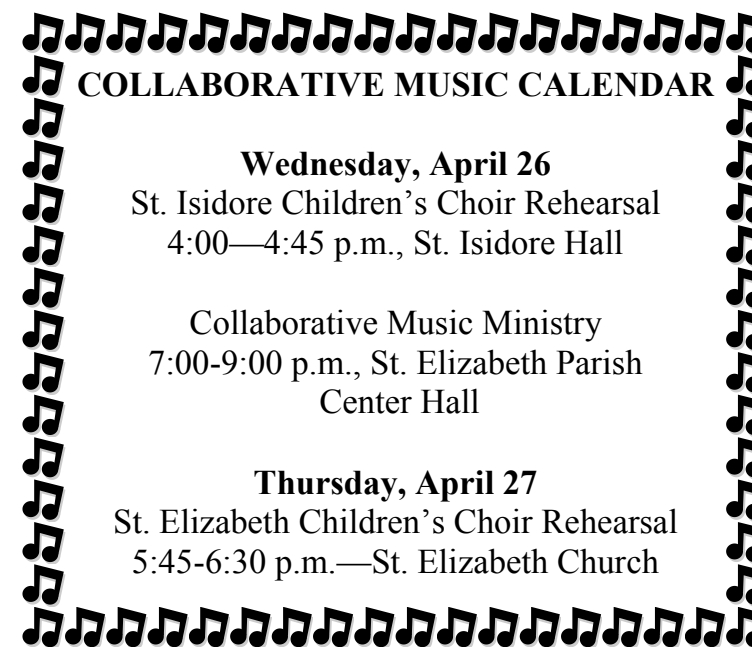 COLLABORATIVE MUSIC CALENDAR
Wednesday, April 26
St. Isidore Children’s Choir Rehearsal
4:00—4:45 p.m., St. Isidore Hall
Collaborative Music Ministry
7:00-9:00 p.m., St. Elizabeth Parish
Center Hall
Thursday, April 27
St. Elizabeth Children’s Choir Rehearsal
5:45-6:30 p.m.—St. Elizabeth Church